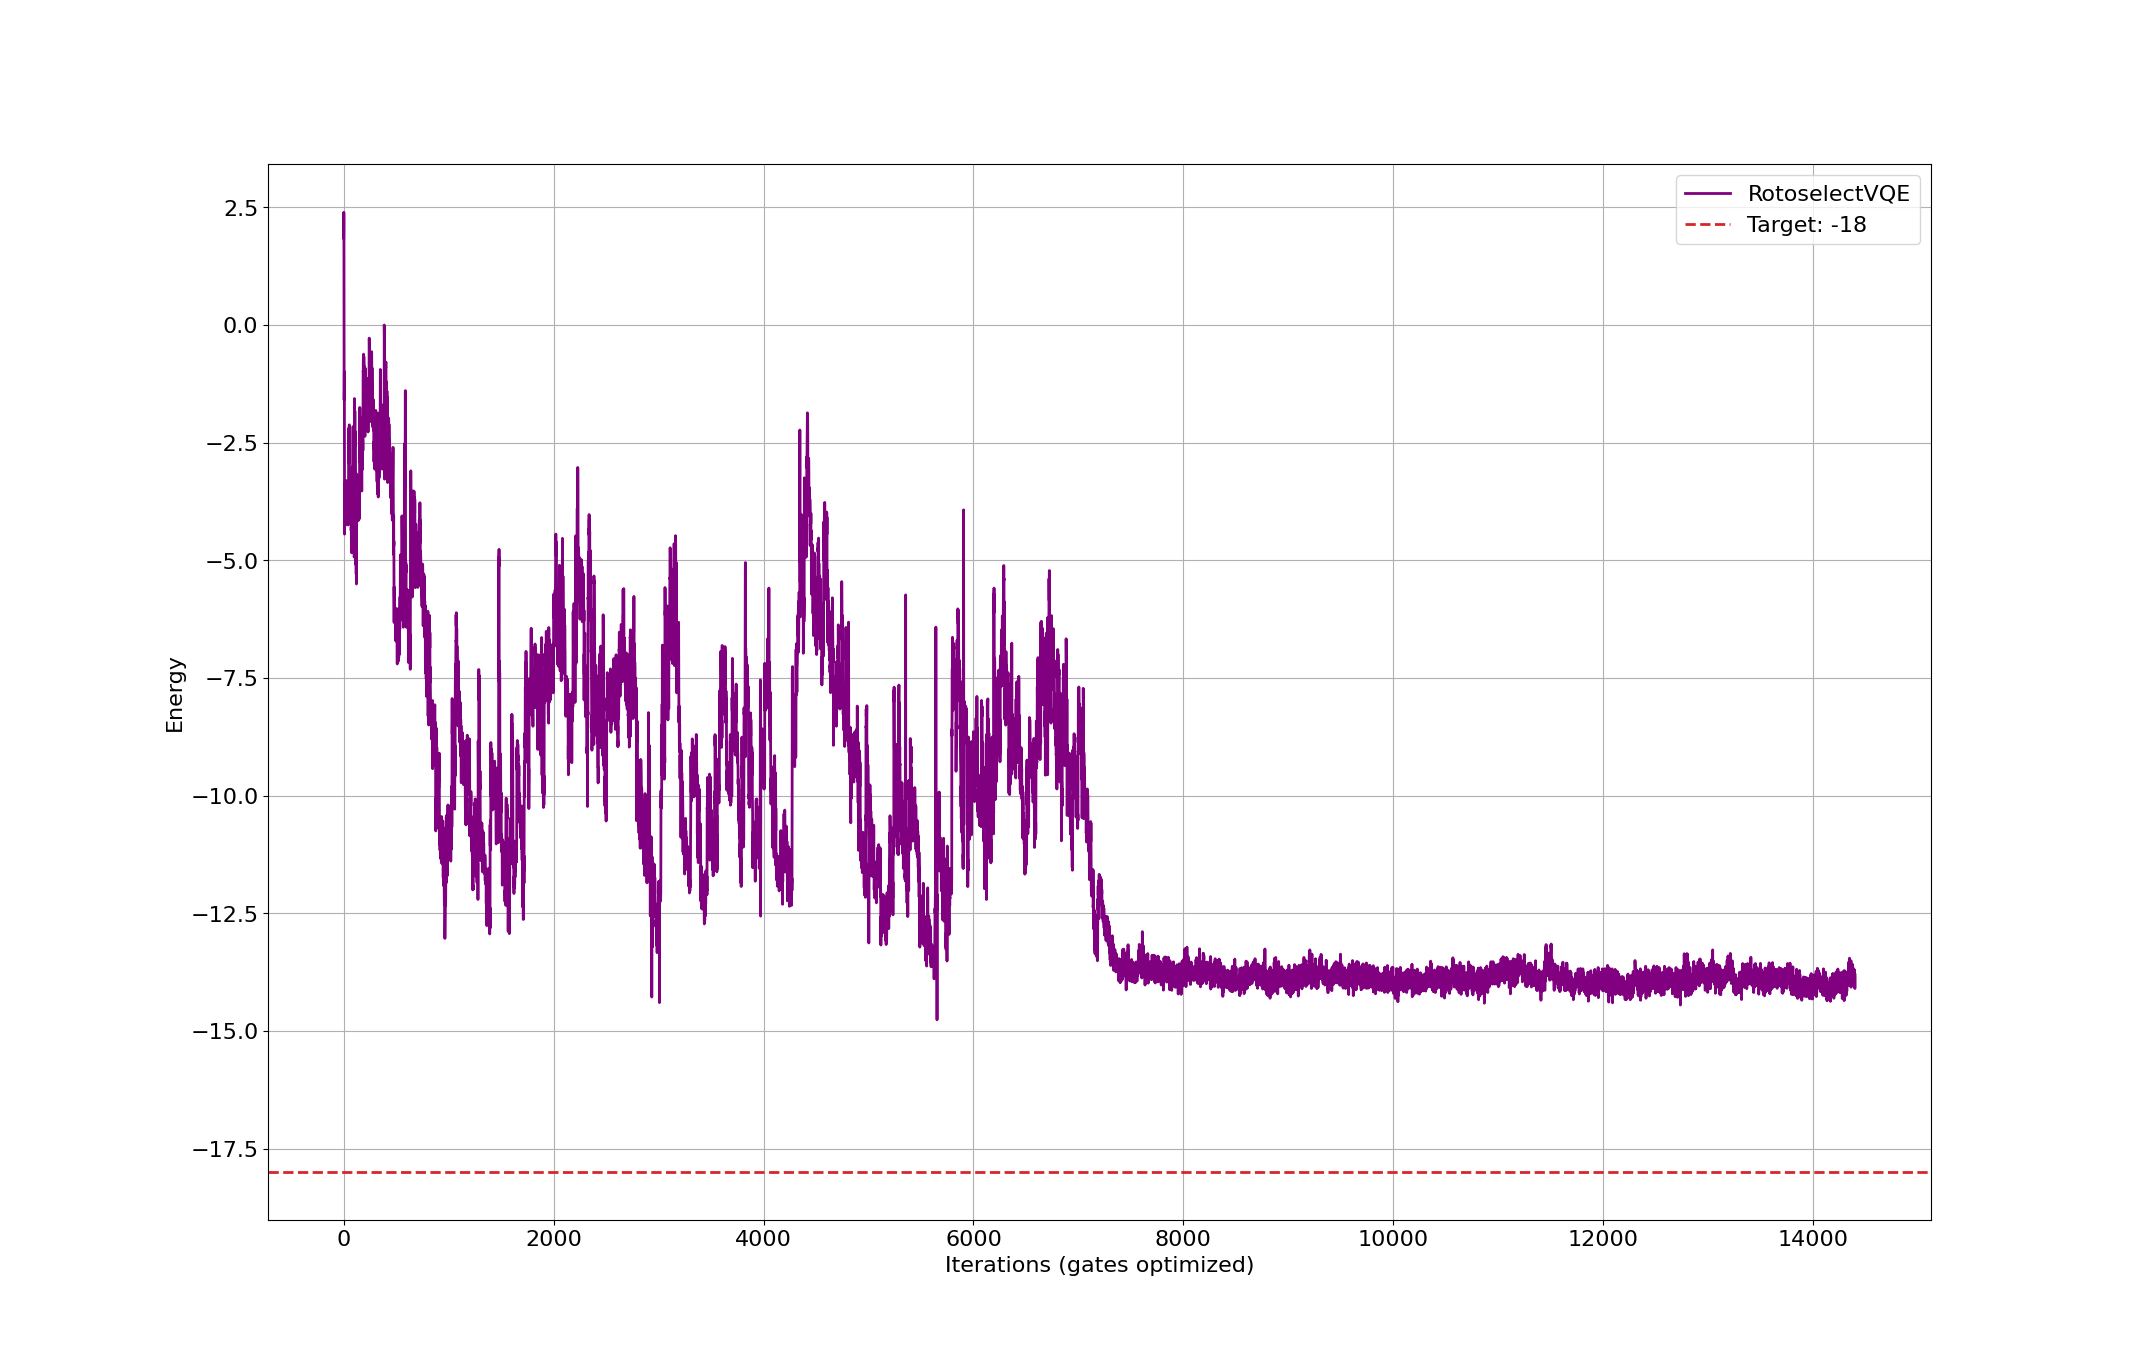 RotoselectVQE
Target: -18
2.5
0.0
−2.5
−5.0
−7.5
−10.0
−12.5
−15.0
−17.5
Energy
0 2000 4000 6000 8000 10000 12000 14000
Iterations (gates optimized)